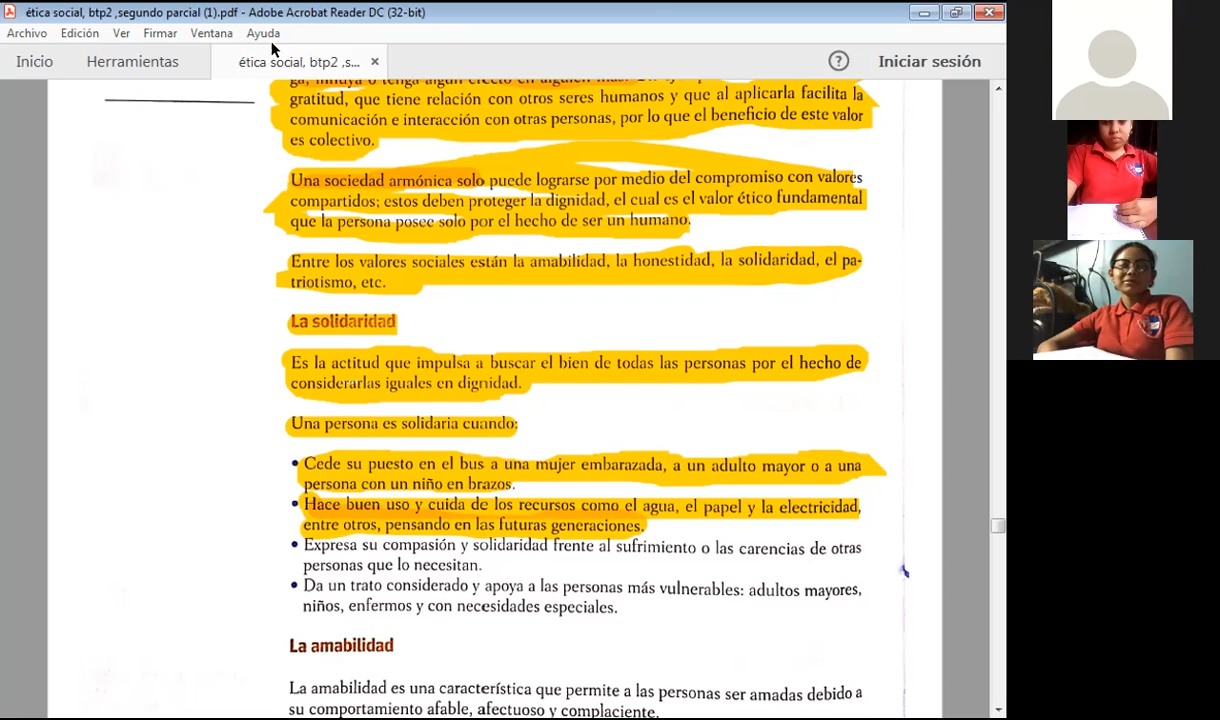 ética social, btp2 ,segundo parcial (1).pdf - Adobe Acrobat Reader DC (32-bit)
Archivo Edición Ver Firmar Ventana Ayuda
Inicio Herramientas ética social, btp2 ,s... × ? Iniciar sesión
ga, influya o tenga algún efecto en alguien más.
gratitud, que tiene relación con otros seres humanos y que al aplicarla facilita la
comunicación e interacción con otras personas, por lo que el beneficio de este valor
es colectivo.
Una sociedad armónica solo puede lograrse por medio del compromiso con valores
compartidos; estos deben proteger la dignidad, el cual es el valor ético fundamental
que la persona posee solo por el hecho de ser un humano.
Entre los valores sociales están la amabilidad, la honestidad, la solidaridad, el pa-
triotismo, etc.
La solidaridad
Es la actitud que impulsa a buscar el bien de todas las personas por el hecho de
considerarlas iguales en dignidad.
Una persona es solidaria cuando:
• Cede su puesto en el bus a una mujer embarazada, a un adulto mayor o a una
persona con un niño en brazos.
• Hace buen uso y cuida de los recursos como el agua, el papel y la electricidad,
entre otros, pensando en las futuras generaciones.
• Expresa su compasión y solidaridad frente al sufrimiento o las carencias de otras
personas que lo necesitan.
• Da un trato considerado y apoya a las personas más vulnerables: adultos mayores,
niños, enfermos y con necesidades especiales.
La amabilidad
La amabilidad es una característica que permite a las personas ser amadas debido a
su comportamiento afable, afectuoso y complaciente.